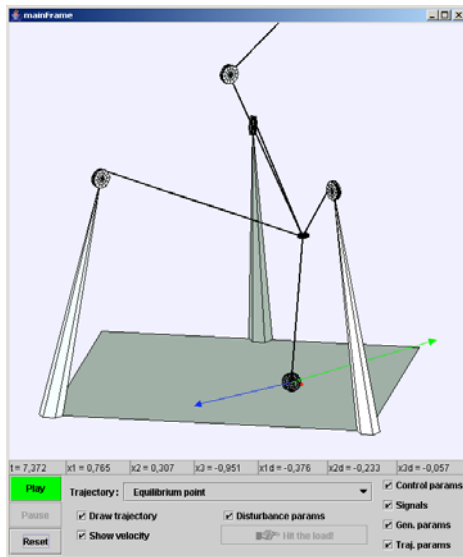 mainFrame
t = 7,372 x1 = 0,765 x2 = 0,307 x3 = -0,951 x1d = -0,376 x2d = -0,233 x3d = -0,057
Play Trajectory : Equilibrium point Control params
Pause Draw trajectory Disturbance params Signals
Show velocity Hit the load! Gen. params
Reset Traj. params